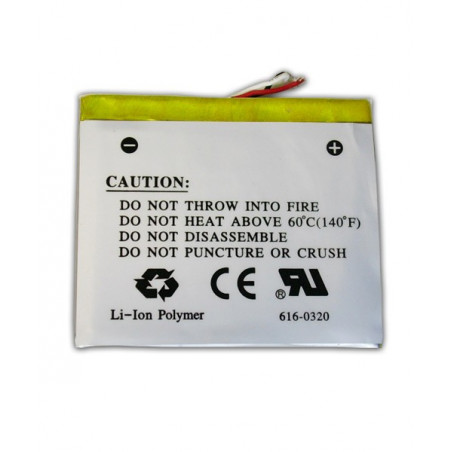 CAUTION:
DO NOT THROW INTO FIRE
DO NOT HEAT ABOVE 60°C(140°F)
DO NOT DISASSEMBLE
DO NOT PUNCTURE OR CRUSH
CE RU
Li-Ion Polymer 616-0320